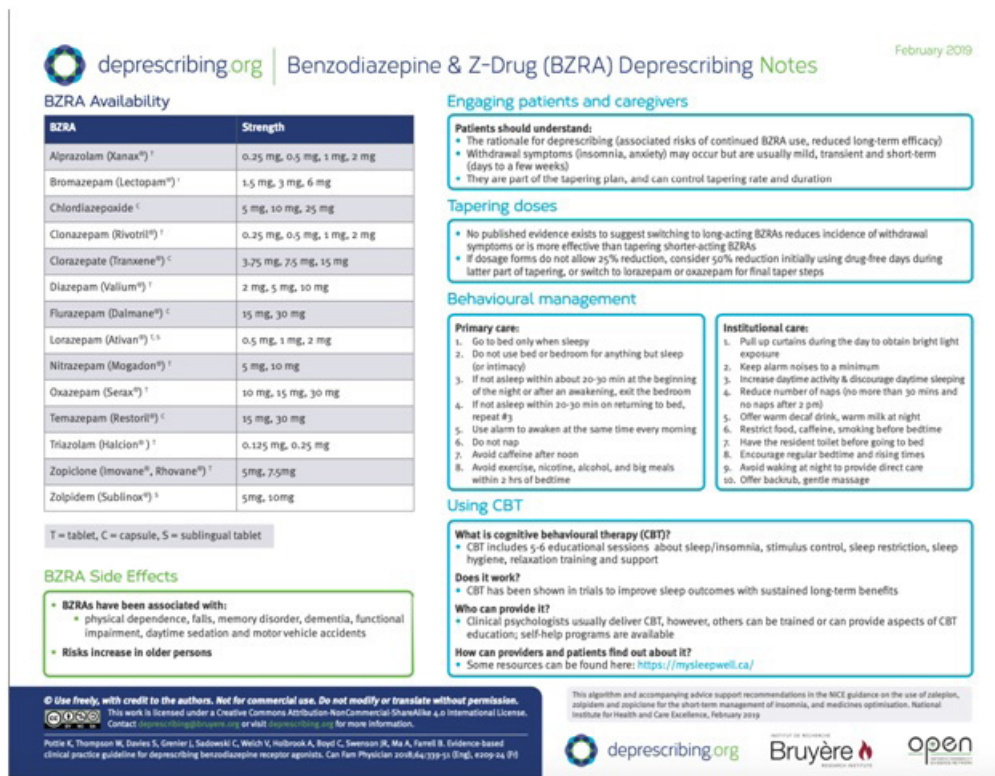 February 2019
deprescribing.org | Benzodiazepine & Z-Drug (BZRA) Deprescribing Notes
BZRA Availability
BZRA Strength
Alprazolam (Xanax®) T 0.25 mg, 0.5 mg, 1 mg, 2 mg
Bromazepam (Lectopam®) T 1.5 mg, 3 mg, 6 mg
Chlordiazepoxide C 5 mg, 10 mg, 25 mg
Clonazepam (Rivotril®) T 0.25 mg, 0.5 mg, 1 mg, 2 mg
Clorazepate (Tranxene®) C 3.75 mg, 7.5 mg, 15 mg
Diazepam (Valium®) T 2 mg, 5 mg, 10 mg
Flurazepam (Dalmane®) C 15 mg, 30 mg
Lorazepam (Ativan®) T,S 0.5 mg, 1 mg, 2 mg
Nitrazepam (Mogadon®) T 5 mg, 10 mg
Oxazepam (Serax®) T 10 mg, 15 mg, 30 mg
Temazepam (Restoril®) C 15 mg, 30 mg
Triazolam (Halcion®) T 0.125 mg, 0.25 mg
Zopiclone (Imovane®, Rhovane®) T 5mg, 7.5mg
Zolpidem (Sublinox®) S 5mg, 10mg
T = tablet, C = capsule, S = sublingual tablet
BZRA Side Effects
• BZRAs have been associated with:
• physical dependence, falls, memory disorder, dementia, functional
impairment, daytime sedation and motor vehicle accidents
• Risks increase in older persons
Engaging patients and caregivers
Patients should understand:
• The rationale for deprescribing (associated risks of continued BZRA use, reduced long-term efficacy)
• Withdrawal symptoms (insomnia, anxiety) may occur but are usually mild, transient and short-term
(days to a few weeks)
• They are part of the tapering plan, and can control tapering rate and duration
Tapering doses
• No published evidence exists to suggest switching to long-acting BZRAs reduces incidence of withdrawal
symptoms or is more effective than tapering shorter-acting BZRAs
• If dosage forms do not allow 25% reduction, consider 50% reduction initially using drug-free days during
latter part of tapering, or switch to lorazepam or oxazepam for final taper steps
Behavioural management
Primary care:
1. Go to bed only when sleepy
2. Do not use bed or bedroom for anything but sleep
(or intimacy)
3. If not asleep within about 20-30 min at the beginning
of the night or after an awakening, exit the bedroom
4. If not asleep within 20-30 min on returning to bed,
repeat #3
5. Use alarm to awaken at the same time every morning
6. Do not nap
7. Avoid caffeine after noon
8. Avoid exercise, nicotine, alcohol, and big meals
within 2 hrs of bedtime
Institutional care:
1. Pull up curtains during the day to obtain bright light
exposure
2. Keep alarm noises to a minimum
3. Increase daytime activity & discourage daytime sleeping
4. Reduce number of naps (no more than 30 mins and
no naps after 2 pm)
5. Offer warm decaf drink, warm milk at night
6. Restrict food, caffeine, smoking before bedtime
7. Have the resident toilet before going to bed
8. Encourage regular bedtime and rising times
9. Avoid waking at night to provide direct care
10. Offer backrub, gentle massage
Using CBT
What is cognitive behavioural therapy (CBT)?
• CBT includes 5-6 educational sessions about sleep/insomnia, stimulus control, sleep restriction, sleep
hygiene, relaxation training and support
Does it work?
• CBT has been shown in trials to improve sleep outcomes with sustained long-term benefits
Who can provide it?
• Clinical psychologists usually deliver CBT, however, others can be trained or can provide aspects of CBT
education; self-help programs are available
How can providers and patients find out about it?
• Some resources can be found here: https://mysleepwell.ca/
© Use freely, with credit to the authors. Not for commercial use. Do not modify or translate without permission.
This work is licensed under a Creative Commons Attribution-NonCommercial-ShareAlike 4.0 International License.
Contact deprescribing@bruyere.org or visit deprescribing.org for more information.
Pottie K, Thompson W, Davies S, Grenier J, Sadowski C, Welch V, Holbrook A, Boyd C, Swenson JR, Ma A, Farrell B. Evidence-based
clinical practice guideline for deprescribing benzodiazepine receptor agonists. Can Fam Physician 2018;64:339-51 (Eng), e209-24 (Fr)
This algorithm and accompanying advice support recommendations in the NICE guidance on the use of zaleplon,
zolpidem and zopiclone for the short-term management of insomnia, and medicines optimisation. National
Institute for Health and Care Excellence, February 2019
deprescribing.org
INSTITUT DE RECHERCHE
Bruyère
RESEARCH INSTITUTE
open